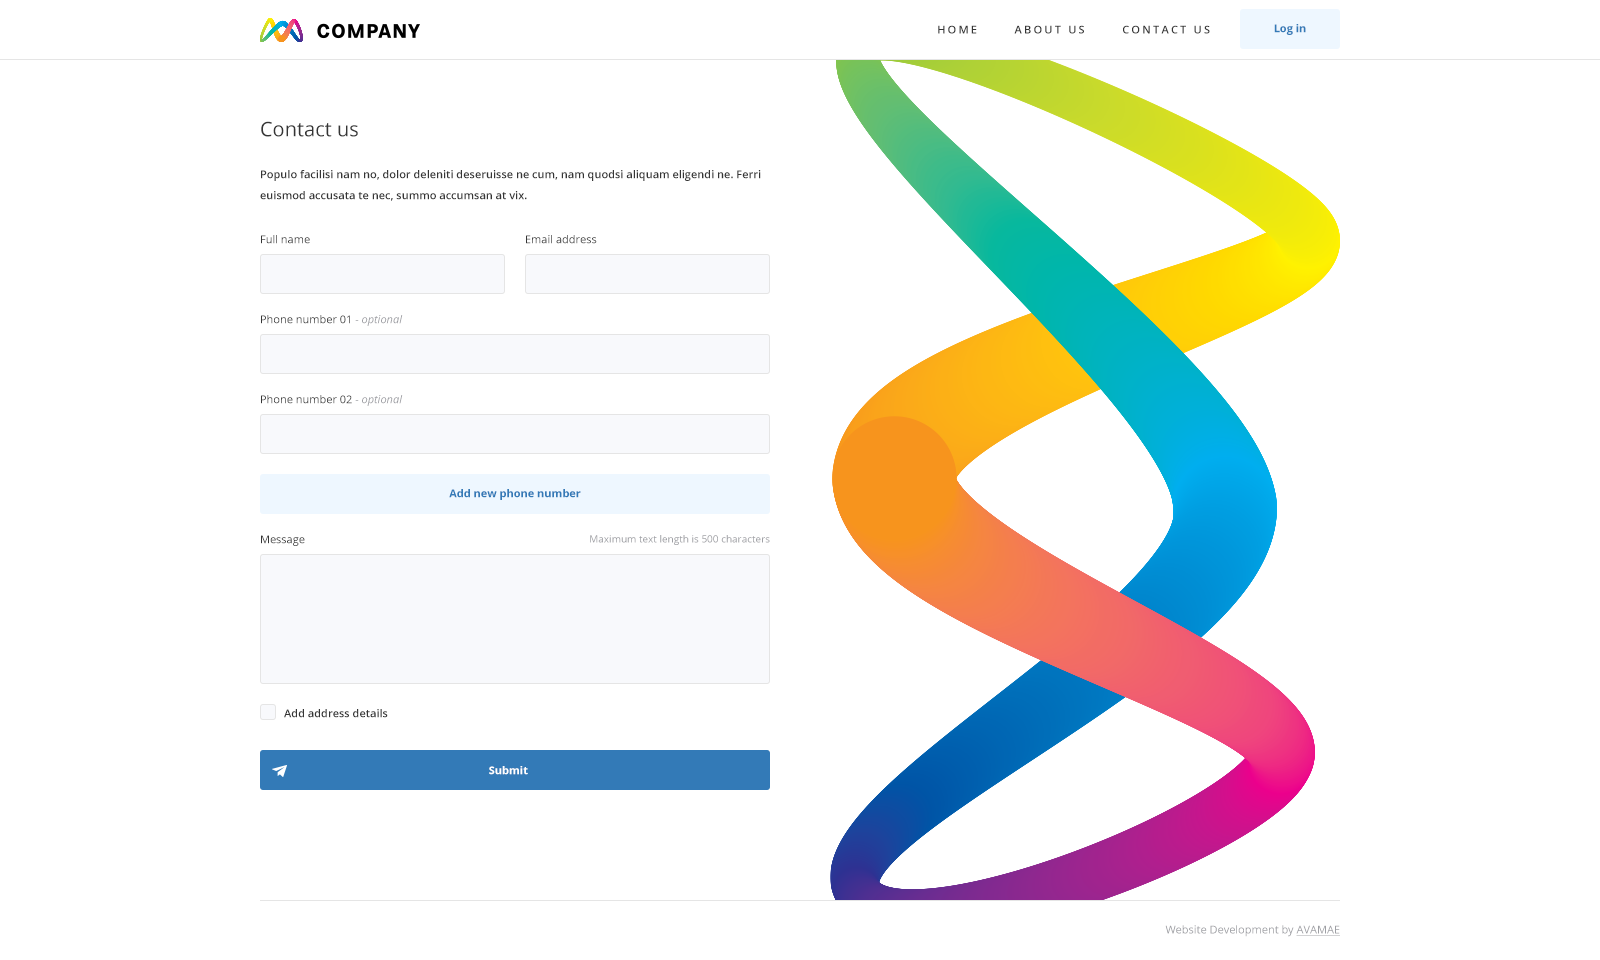 COMPANY
HOME
ABOUT US
CONTACT US
Log in
Contact us
Populo facilisi nam no, dolor deleniti deseruisse ne cum, nam quodsi aliquam eligendi ne. Ferri
euismod accusata te nec, summo accumsan at vix.
Full name
Email address
Phone number 01 - optional
Phone number 02 - optional
Add new phone number
Message
Maximum text length is 500 characters
Add address details
Submit
Website Development by AVAMAE